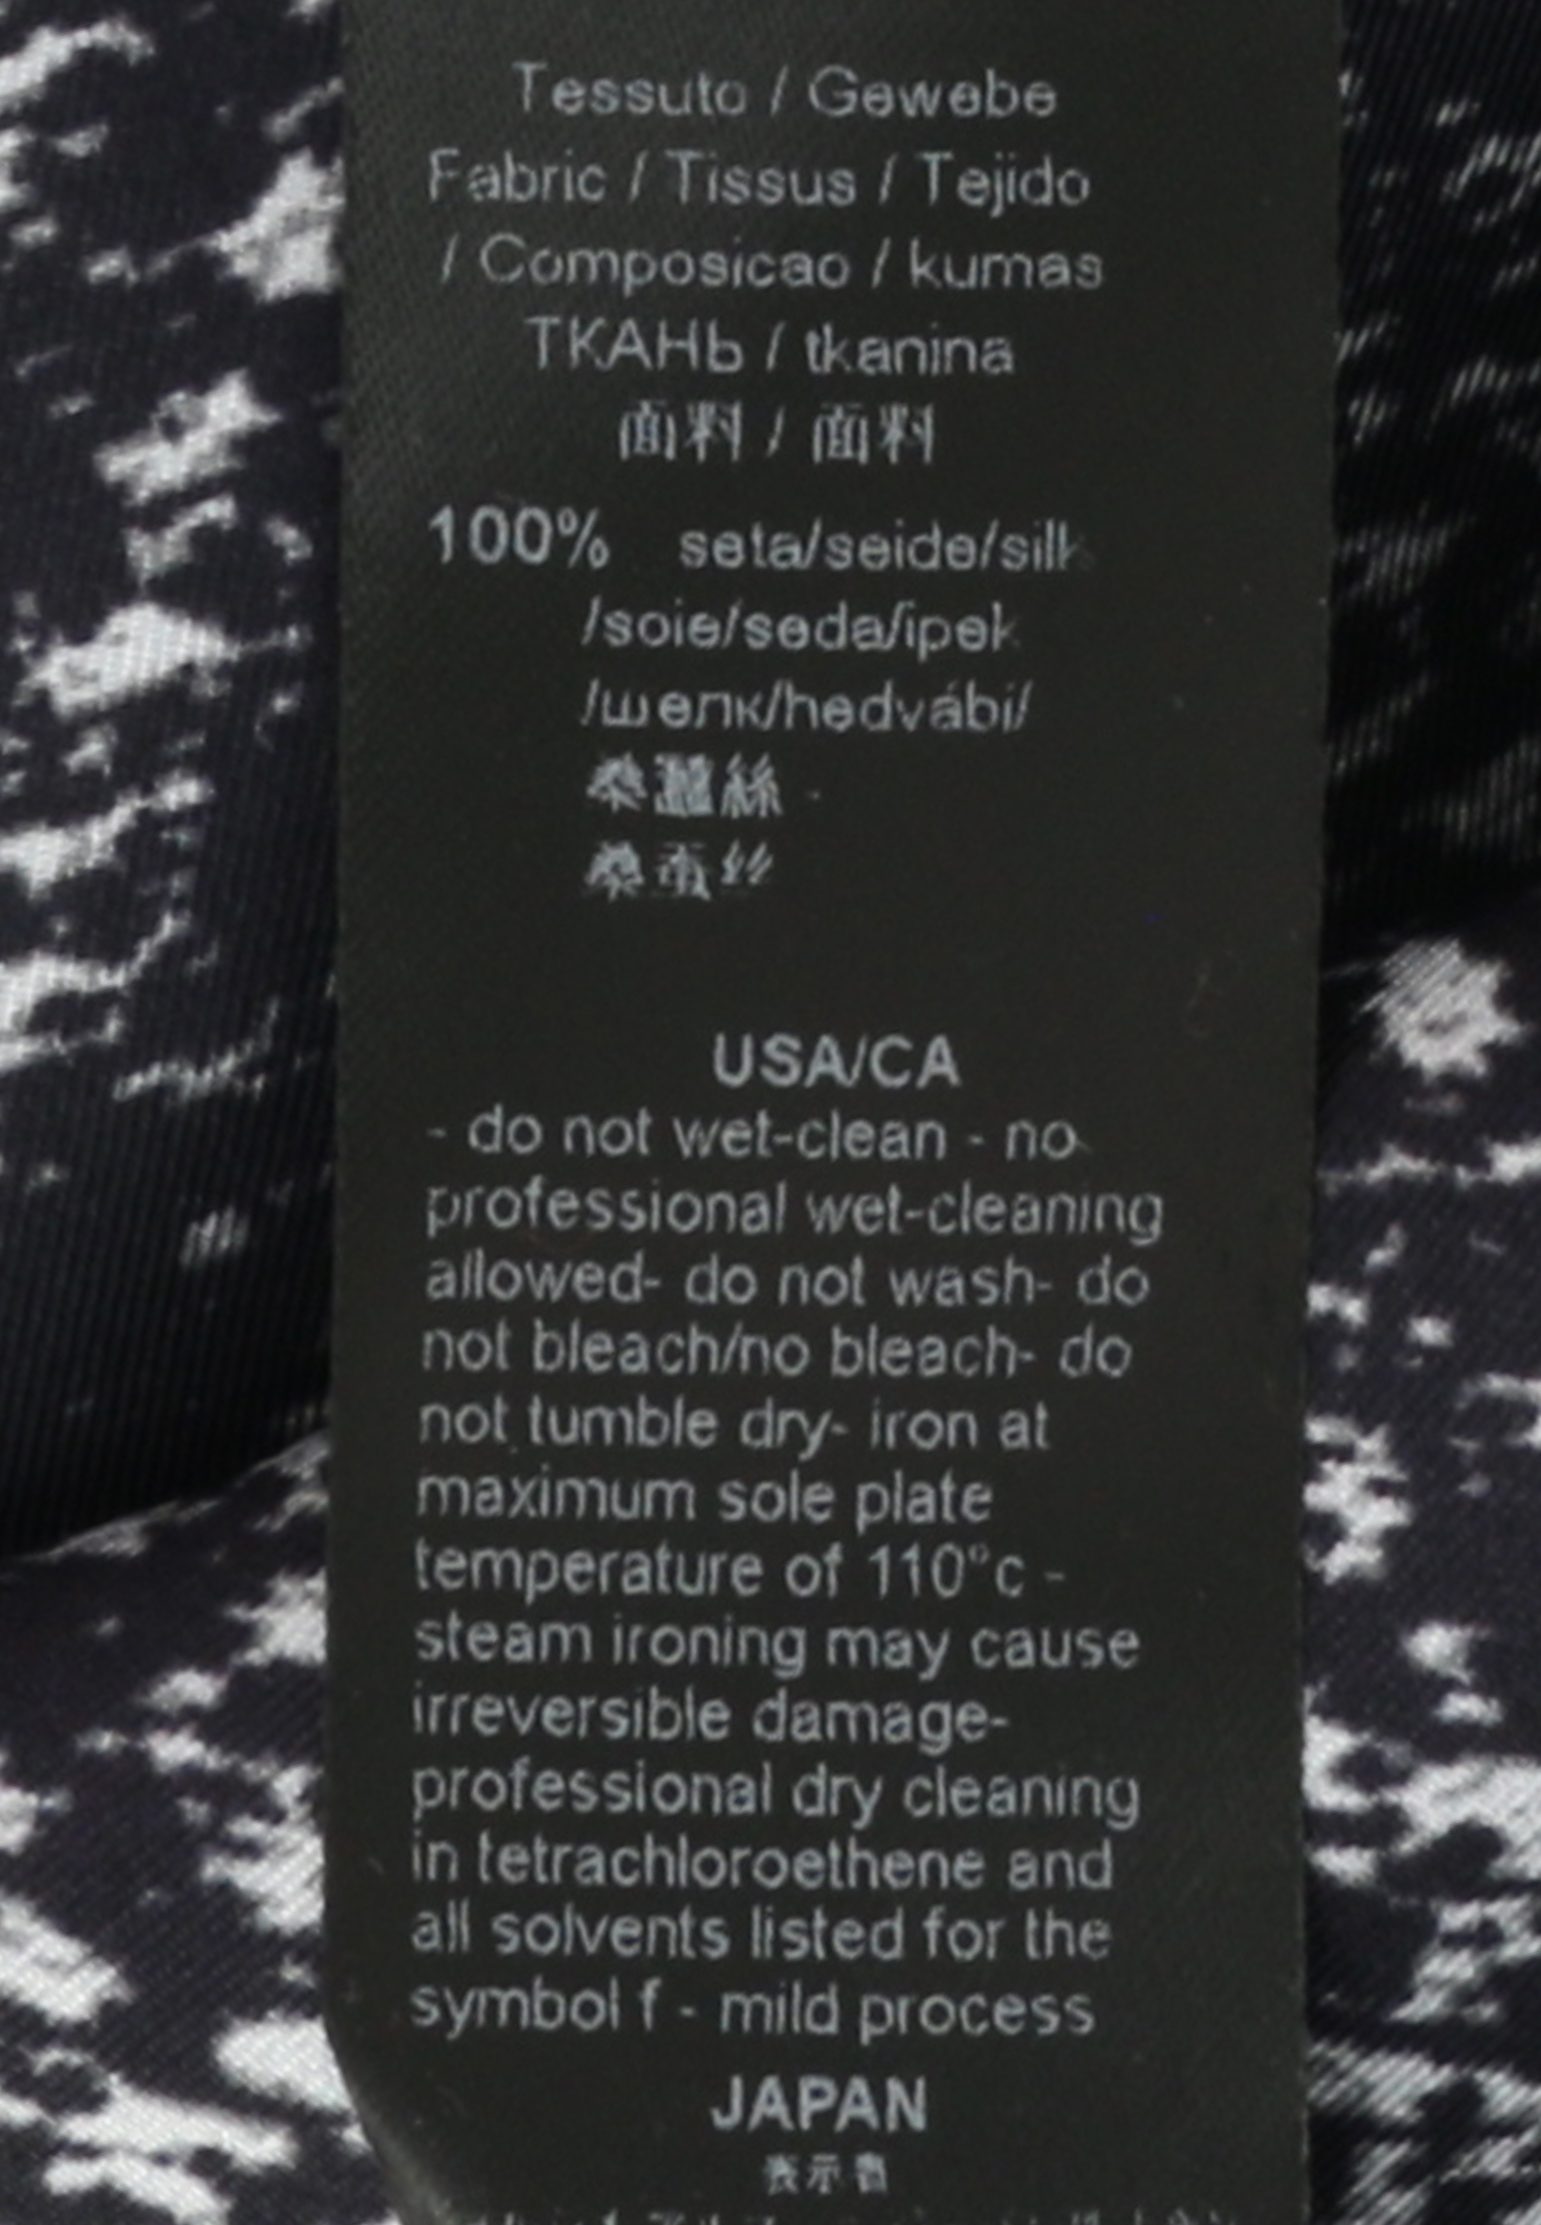 Tessuto / Gewebe
Fabric / Tissus / Tejido
/ Composicao / kumas
ТКАНЬ / tkanina
面料 / 面料
100% seta/seide/silk
/soie/seda/ipek
/шелк/hedvábí/
桑蠶絲 -
桑蚕丝
USA/CA
- do not wet-clean - no
professional wet-cleaning
allowed- do not wash- do
not bleach/no bleach- do
not tumble dry- iron at
maximum sole plate
temperature of 110°c -
steam ironing may cause
irreversible damage-
professional dry cleaning
in tetrachloroethene and
all solvents listed for the
symbol f - mild process
JAPAN
表示者